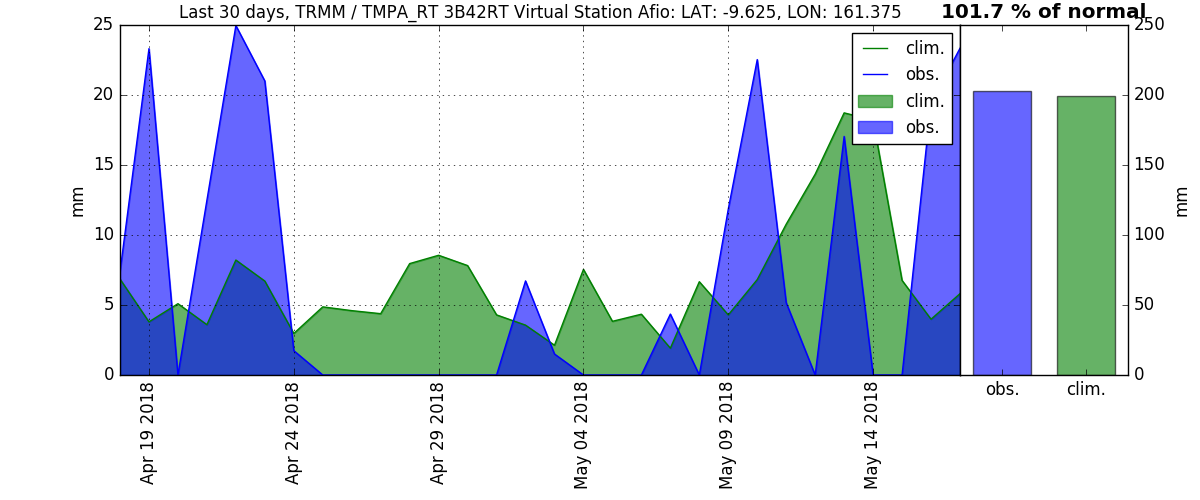 Last 30 days, TRMM / TMPA_RT 3B42RT Virtual Station Afio: LAT: -9.625, LON: 161.375
101.7 % of normal
25
20
15
10
5
0
mm
clim.
obs.
clim.
obs.
250
200
150
100
50
0
mm
obs.
clim.
Apr 19 2018
Apr 24 2018
Apr 29 2018
May 04 2018
May 09 2018
May 14 2018